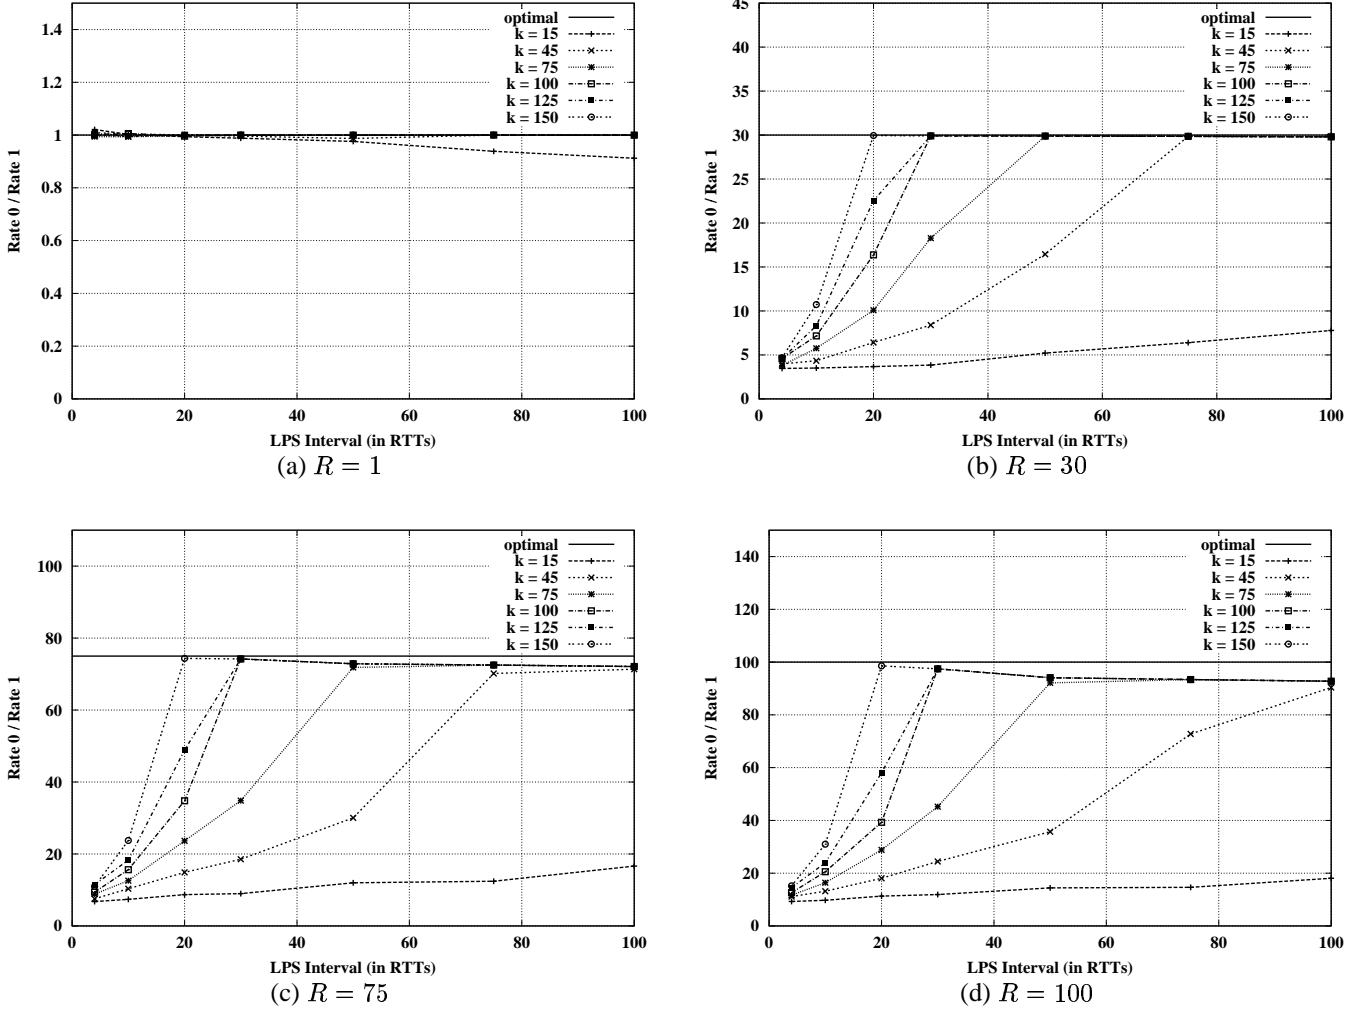 1.4
1.2
1
0.8
0.6
0.4
0.2
0
0 20 40 60 80 100
Rate 0 / Rate 1
LPS Interval (in RTTs)
optimal
k = 15
k = 45
k = 75
k = 100
k = 125
k = 150
(a) R = 1
45
40
35
30
25
20
15
10
5
0
0 20 40 60 80 100
Rate 0 / Rate 1
LPS Interval (in RTTs)
optimal
k = 15
k = 45
k = 75
k = 100
k = 125
k = 150
(b) R = 30
100
80
60
40
20
0
0 20 40 60 80 100
Rate 0 / Rate 1
LPS Interval (in RTTs)
optimal
k = 15
k = 45
k = 75
k = 100
k = 125
k = 150
(c) R = 75
140
120
100
80
60
40
20
0
0 20 40 60 80 100
Rate 0 / Rate 1
LPS Interval (in RTTs)
optimal
k = 15
k = 45
k = 75
k = 100
k = 125
k = 150
(d) R = 100